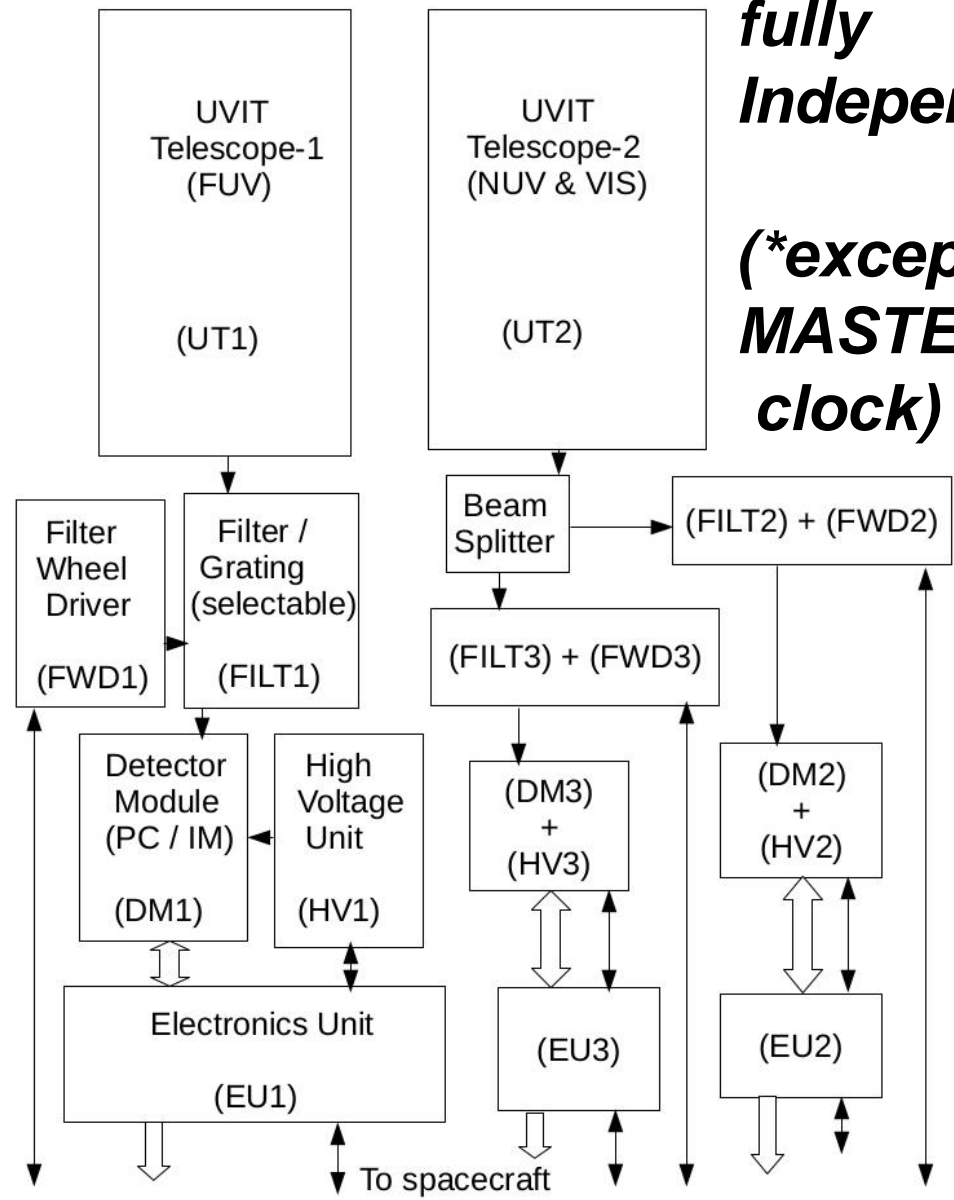 UVIT
Telescope-1
(FUV)
(UT1)
UVIT
Telescope-2
(NUV & VIS)
(UT2)
fully
(*excep
MASTE
clock)
Filter
Wheel
Driver
(FWD1)
Filter /
Grating
(selectable)
(FILT1)
Beam
Splitter
(FILT2) + (FWD2)
(FILT3) + (FWD3)
Detector
Module
(PC / IM)
(DM1)
High
Voltage
Unit
(HV1)
(DM3)
+
(HV3)
(DM2)
+
(HV2)
Electronics Unit
(EU1)
(EU3)
(EU2)
To spacecraft